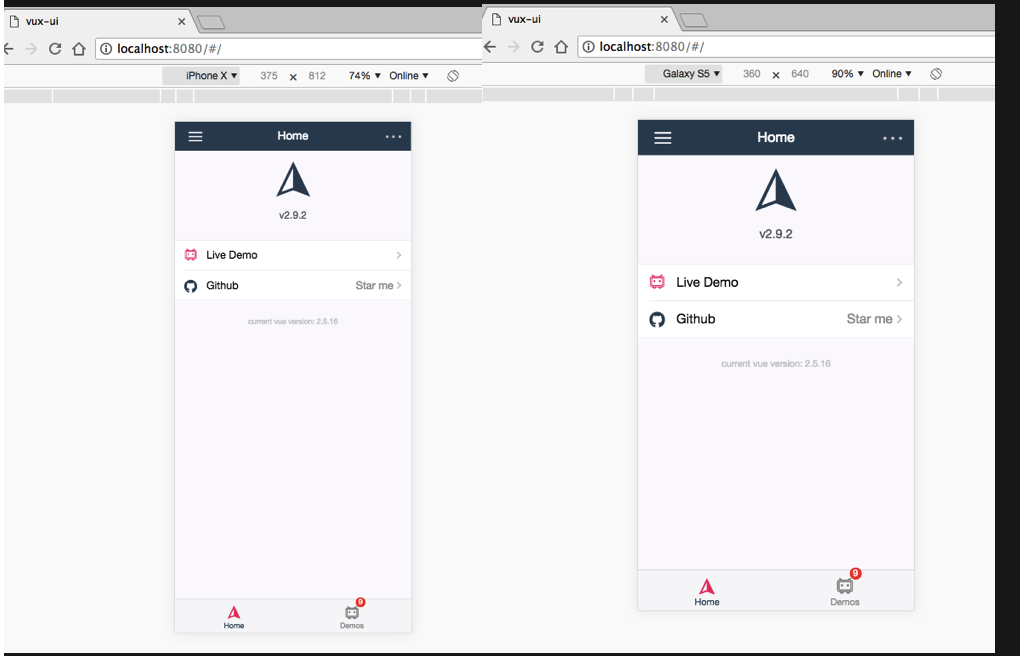 vux-ui
localhost:8080/#/
iPhone X ▼ 375 × 812 74% ▼ Online ▼
Home
v2.9.2
Live Demo
Github Star me
current vue version: 2.5.16
9
Home Demos
vux-ui
localhost:8080/#/
Galaxy S5 ▼ 360 × 640 90% ▼ Online ▼
Home
v2.9.2
Live Demo
Github Star me
current vue version: 2.5.16
9
Home Demos